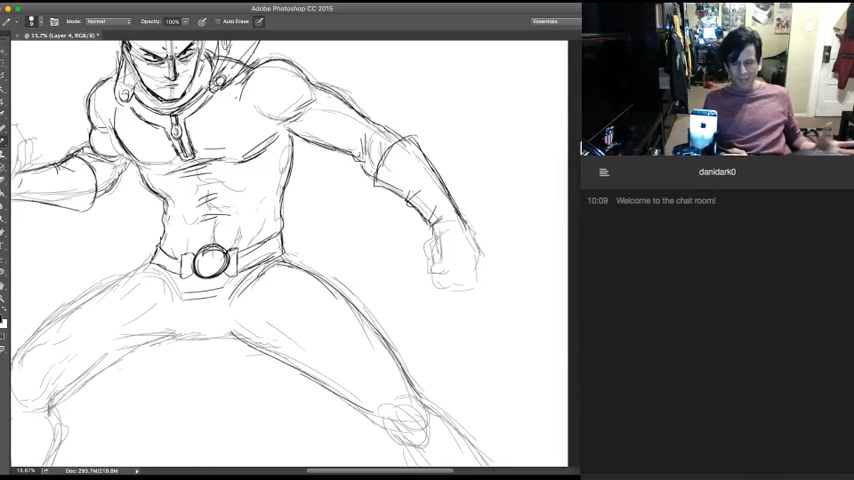 Adobe Photoshop CC 2015
9 Mode: Normal Opacity: 100% Auto Erase Essentials
@ 15.7% (Layer 4, RGB/8) *
danidark0
10:09 Welcome to the chat room!
15.67% Doc: 293.7M/219.8M